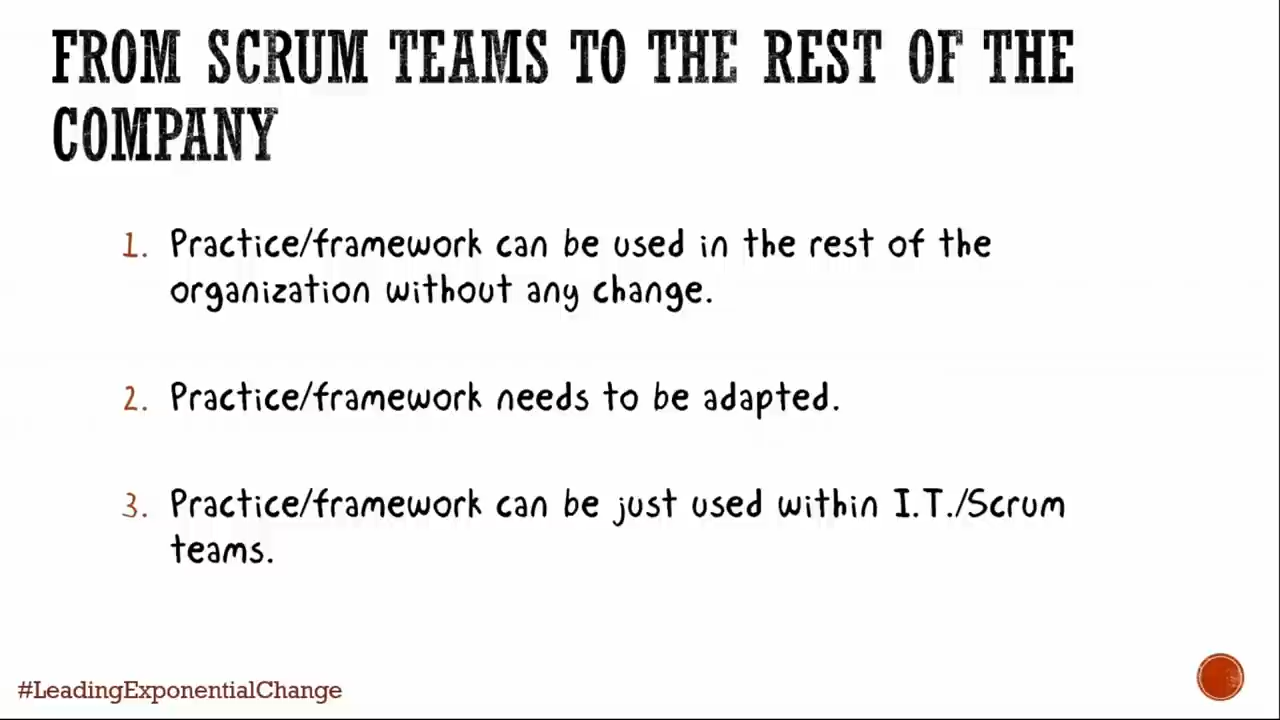 FROM SCRUM TEAMS TO THE REST OF THE
COMPANY
1. Practice/framework can be used in the rest of the
organization without any change.
2. Practice/framework needs to be adapted.
3. Practice/framework can be just used within I.T./Scrum
teams.
#LeadingExponentialChange